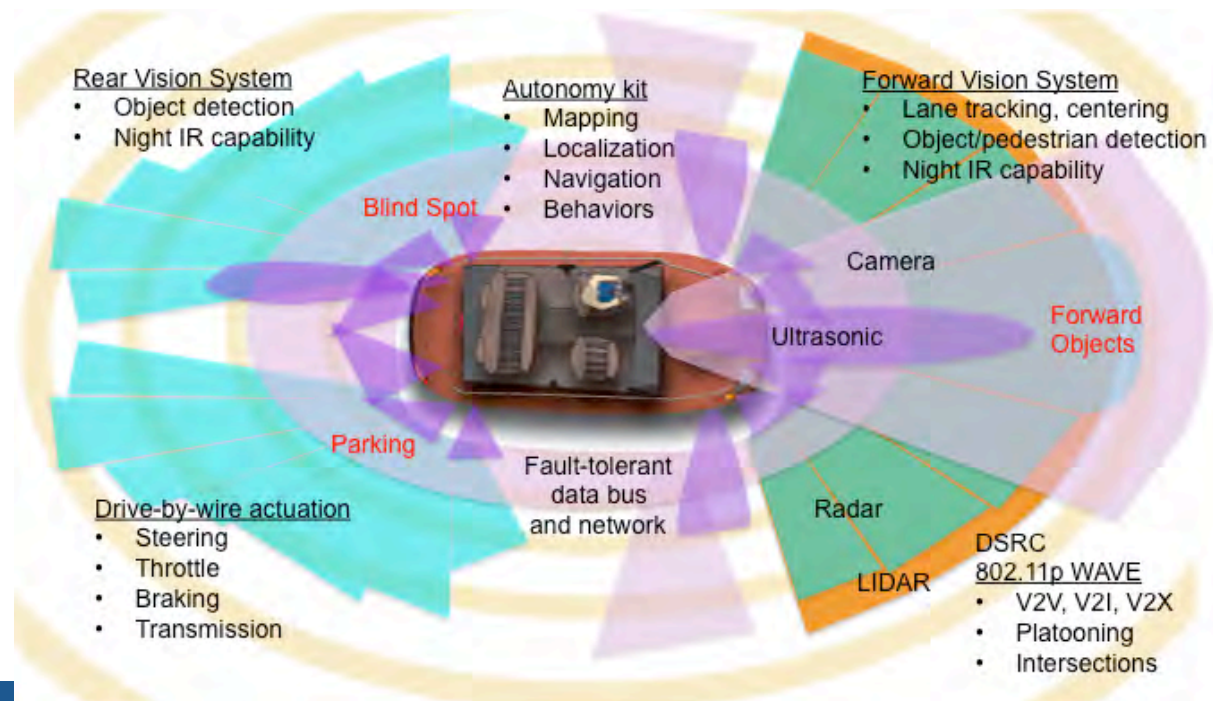 Rear Vision System
• Object detection
• Night IR capability
Autonomy kit
• Mapping
• Localization
• Navigation
• Behaviors
Forward Vision System
• Lane tracking, centering
• Object/pedestrian detection
• Night IR capability
Blind Spot
Camera
Ultrasonic
Forward
Objects
Parking
Fault-tolerant
data bus
and network
Radar
LIDAR
Drive-by-wire actuation
• Steering
• Throttle
• Braking
• Transmission
DSRC
802.11p WAVE
• V2V, V2I, V2X
• Platooning
• Intersections